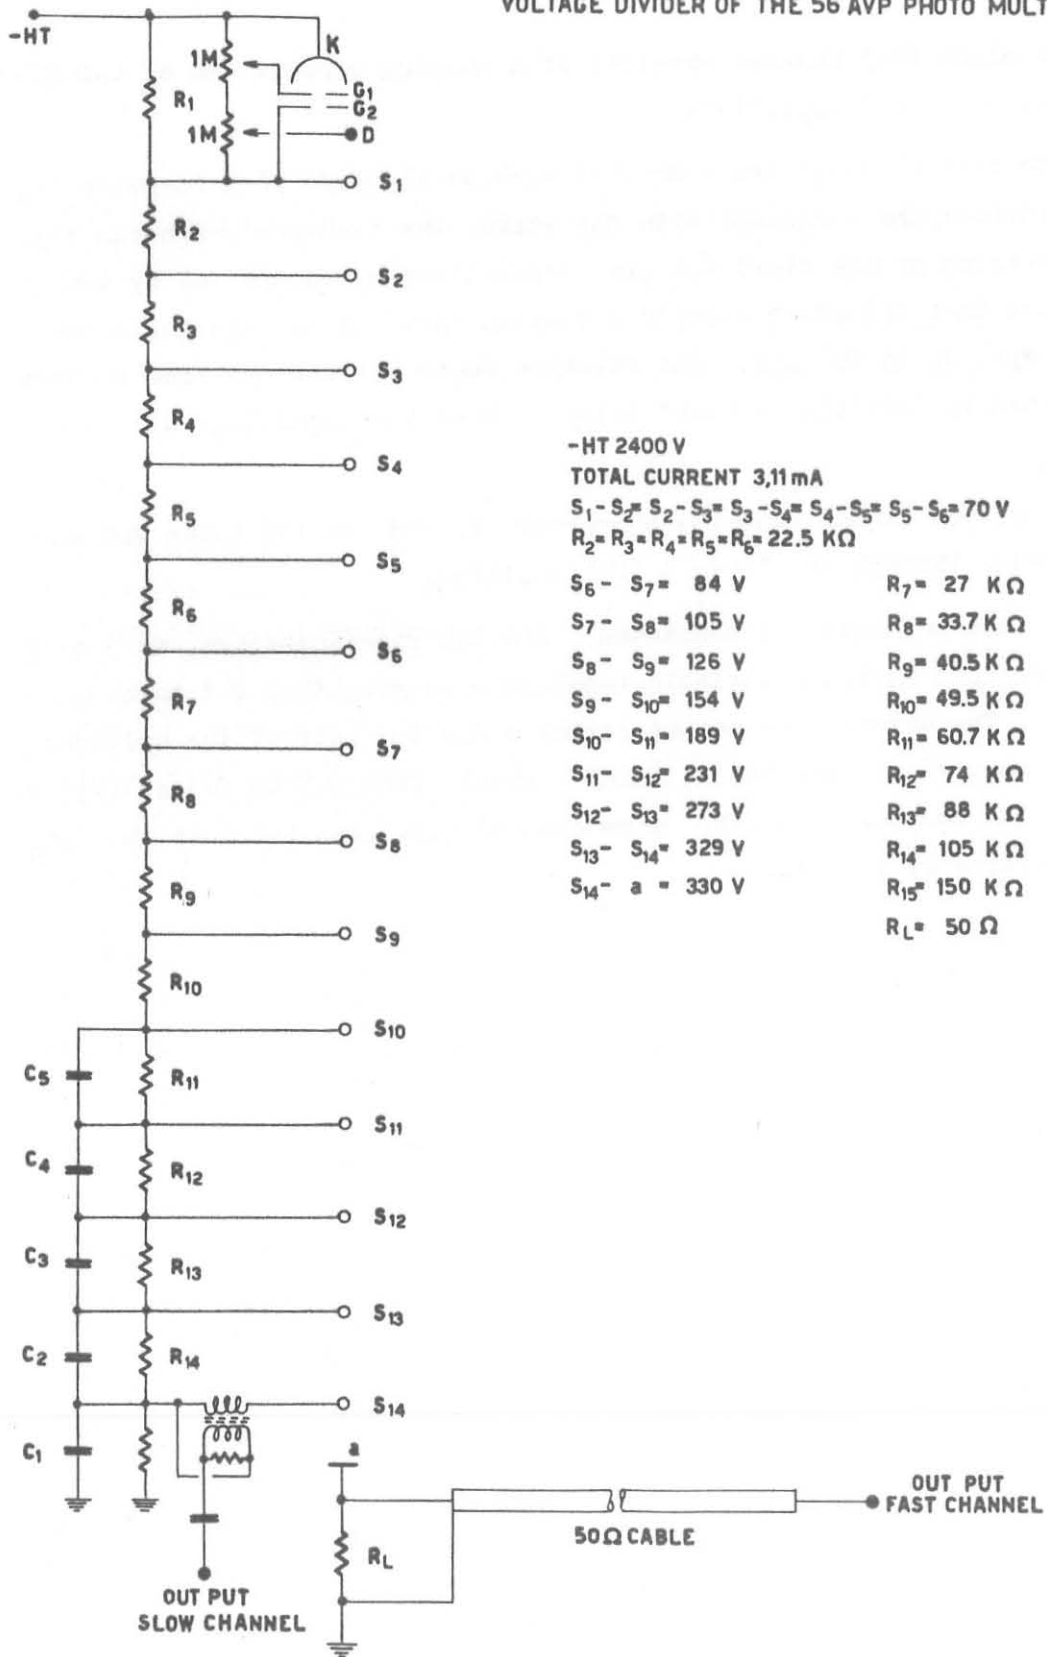 VOLTAGE DIVIDER OF THE 56 AVP PHOTO MULT
-HT
K
1M
R1
G1
G2
1M
D
S1
R2
S2
R3
S3
R4
S4
R5
S5
R6
S6
R7
S7
R8
S8
R9
S9
R10
S10
C5
R11
S11
C4
R12
S12
C3
R13
S13
C2
R14
S14
C1
a
RL
50Ω CABLE
OUT PUT
FAST CHANNEL
OUT PUT
SLOW CHANNEL
-HT 2400 V
TOTAL CURRENT 3,11 mA
S1-S2= S2-S3= S3-S4= S4-S5= S5-S6= 70 V
R2= R3= R4= R5= R6= 22.5 KΩ
S6- S7= 84 V R7= 27 KΩ
S7- S8= 105 V R8= 33.7 KΩ
S8- S9= 126 V R9= 40.5 KΩ
S9- S10= 154 V R10= 49.5 KΩ
S10- S11= 189 V R11= 60.7 KΩ
S11- S12= 231 V R12= 74 KΩ
S12- S13= 273 V R13= 88 KΩ
S13- S14= 329 V R14= 105 KΩ
S14- a = 330 V R15= 150 KΩ
RL= 50 Ω